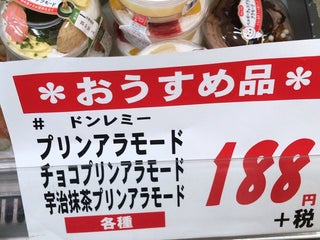 ＊おうすめ品＊
# ドンレミー
プリンアラモード
チョコプリンアラモード
宇治抹茶プリンアラモード
各種
188円
+税